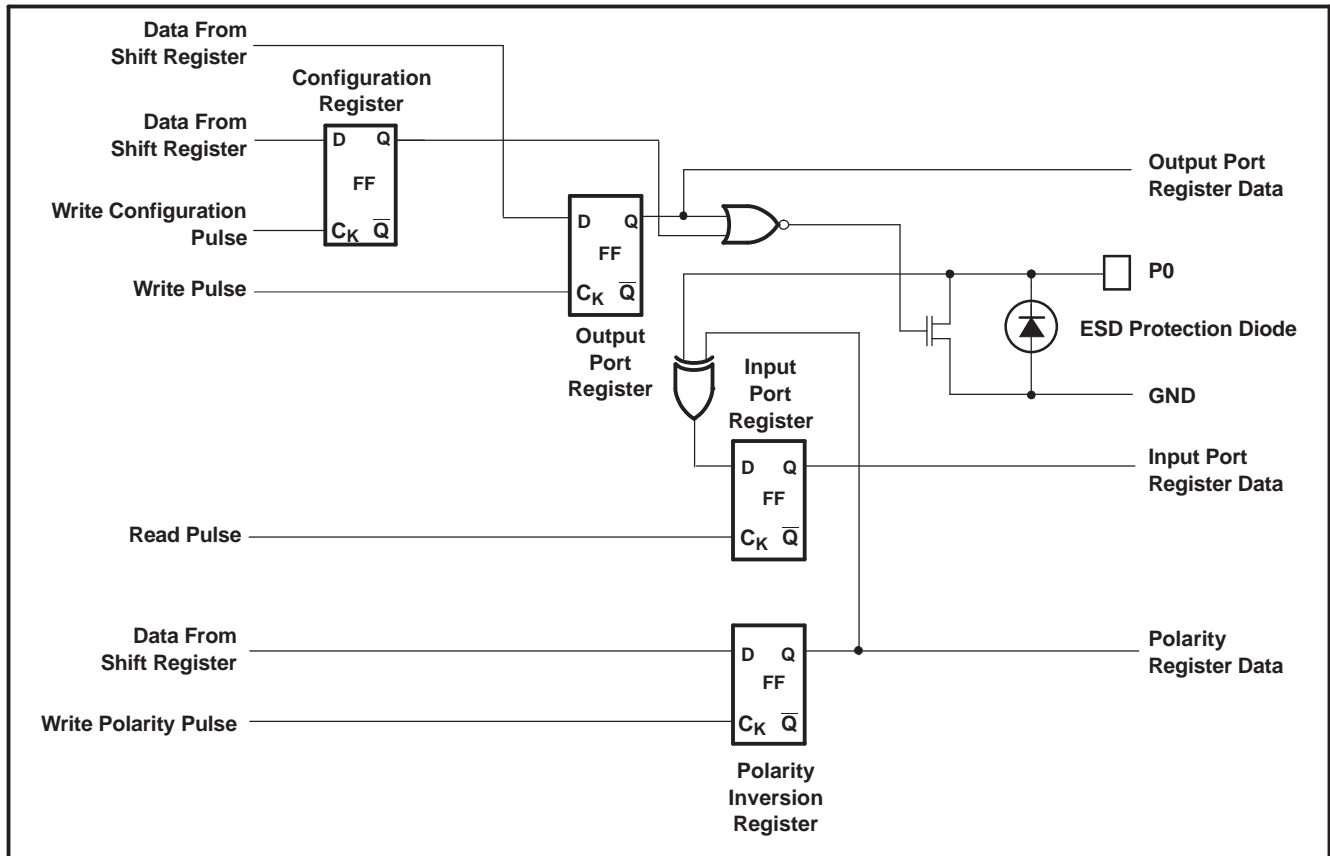 Data From
Shift Register
Configuration
Register
Data From
Shift Register
D Q
FF
Write Configuration
Pulse
CK Q
Output Port
Register Data
D Q
FF
CK Q
Write Pulse
P0
ESD Protection Diode
Output
Port
Register
Input
Port
Register
GND
D Q
FF
CK Q
Input Port
Register Data
Read Pulse
Data From
Shift Register
D Q
FF
CK Q
Polarity
Register Data
Write Polarity Pulse
Polarity
Inversion
Register